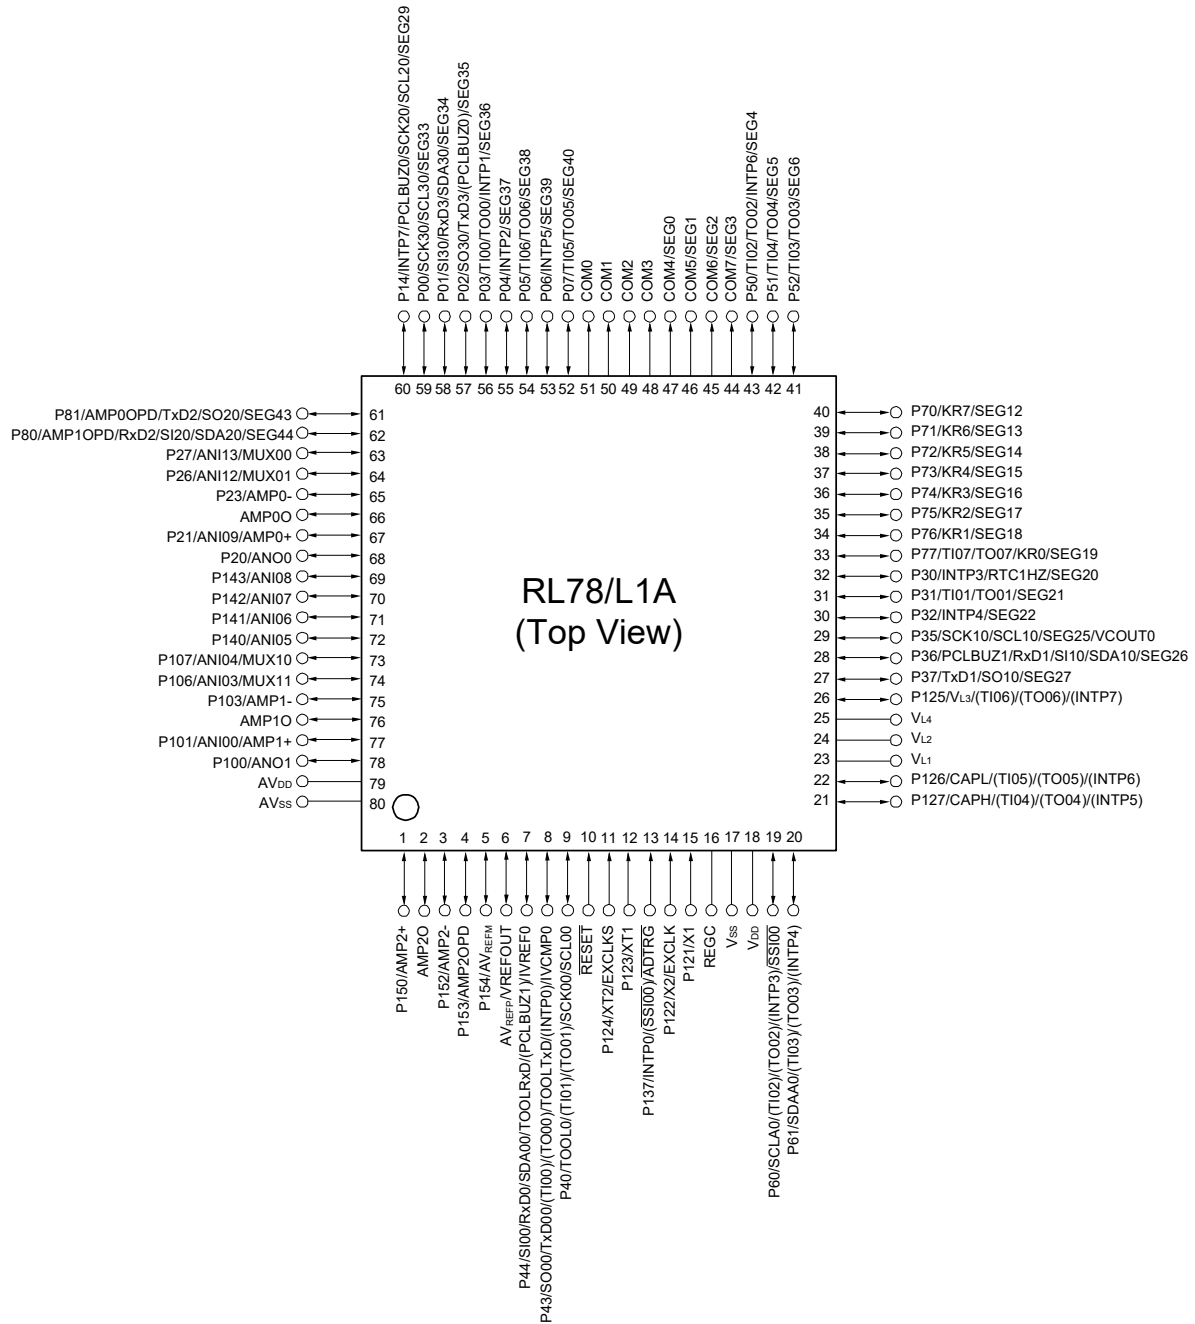 P14/INTP7/PCLBUZ0/SCK20/SCL20/SEG29
P00/SCK30/SCL30/SEG33
P01/SI30/RxD3/SDA30/SEG34
P02/SO30/TxD3/(PCLBUZ0)/SEG35
P03/TI00/TO00/INTP1/SEG36
P04/INTP2/SEG37
P05/TI06/TO06/SEG38
P06/INTP5/SEG39
P07/TI05/TO05/SEG40
COM0
COM1
COM2
COM3
COM4/SEG0
COM5/SEG1
COM6/SEG2
COM7/SEG3
P50/TI02/TO02/INTP6/SEG4
P51/TI04/TO04/SEG5
P52/TI03/TO03/SEG6
60 59 58 57 56 55 54 53 52 51 50 49 48 47 46 45 44 43 42 41
P81/AMP0OPD/TxD2/SO20/SEG43 61
P80/AMP1OPD/RxD2/SI20/SDA20/SEG44 62
P27/ANI13/MUX00 63
P26/ANI12/MUX01 64
P23/AMP0- 65
AMP0O 66
P21/ANI09/AMP0+ 67
P20/ANO0 68
P143/ANI08 69
P142/ANI07 70
P141/ANI06 71
P140/ANI05 72
P107/ANI04/MUX10 73
P106/ANI03/MUX11 74
P103/AMP1- 75
AMP1O 76
P101/ANI00/AMP1+ 77
P100/ANO1 78
AVDD 79
AVSS 80
RL78/L1A
(Top View)
40 P70/KR7/SEG12
39 P71/KR6/SEG13
38 P72/KR5/SEG14
37 P73/KR4/SEG15
36 P74/KR3/SEG16
35 P75/KR2/SEG17
34 P76/KR1/SEG18
33 P77/TI07/TO07/KR0/SEG19
32 P30/INTP3/RTC1HZ/SEG20
31 P31/TI01/TO01/SEG21
30 P32/INTP4/SEG22
29 P35/SCK10/SCL10/SEG25/VCOUT0
28 P36/PCLBUZ1/RxD1/SI10/SDA10/SEG26
27 P37/TxD1/SO10/SEG27
26 P125/VL3/(TI06)/(TO06)/(INTP7)
25 VL4
24 VL2
23 VL1
22 P126/CAPL/(TI05)/(TO05)/(INTP6)
21 P127/CAPH/(TI04)/(TO04)/(INTP5)
1 2 3 4 5 6 7 8 9 10 11 12 13 14 15 16 17 18 19 20
P150/AMP2+
AMP2O
P152/AMP2-
P153/AMP2OPD
P154/AVREFM
AVREFP/VREFOUT
P44/SI00/RxD0/SDA00/TOOLRxD/(PCLBUZ1)/IVREF0
P43/SO00/TxD00/(TI00)/(TO00)/TOOLTxD/(INTP0)/IVCMP0
P40/TOOL0/(TI01)/(TO01)/SCK00/SCL00
RESET
P124/XT2/EXCLKS
P123/XT1
P137/INTP0/(SSI00)/ADTRG
P122/X2/EXCLK
P121/X1
REGC
VSS
VDD
P60/SCLA0/(TI02)/(TO02)/(INTP3)/SSI00
P61/SDAA0/(TI03)/(TO03)/(INTP4)